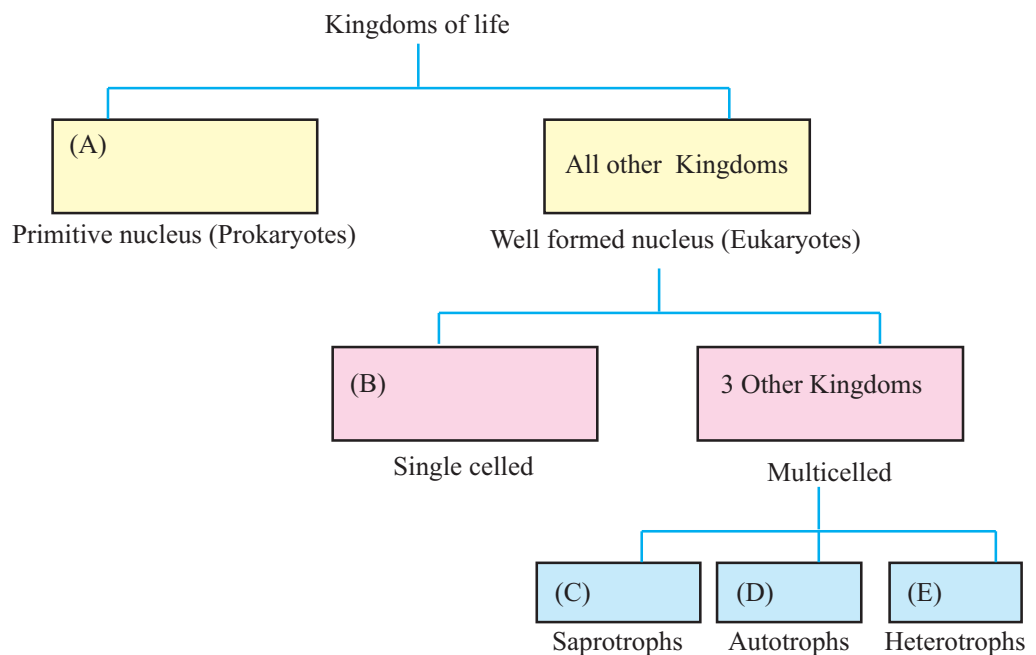 Kingdoms of life
(A)
All other Kingdoms
Primitive nucleus (Prokaryotes)
Well formed nucleus (Eukaryotes)
(B)
3 Other Kingdoms
Single celled
Multicelled
(C)
(D)
(E)
Saprotrophs
Autotrophs
Heterotrophs